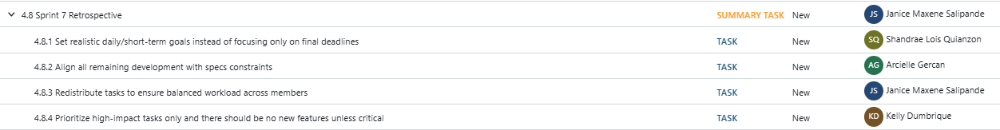 4.8 Sprint 7 Retrospective SUMMARY TASK New JS Janice Maxene Salipande
4.8.1 Set realistic daily/short-term goals instead of focusing only on final deadlines TASK New SQ Shandrae Lois Quianzon
4.8.2 Align all remaining development with specs constraints TASK New AG Arcielle Gercan
4.8.3 Redistribute tasks to ensure balanced workload across members TASK New JS Janice Maxene Salipande
4.8.4 Prioritize high-impact tasks only and there should be no new features unless critical TASK New KD Kelly Dumbrique